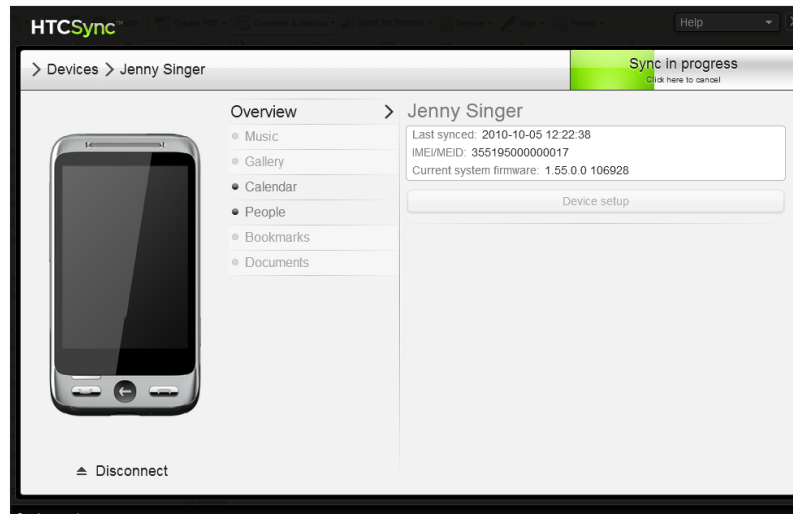 HTCSync™
Help
> Devices > Jenny Singer
Sync in progress
Click here to cancel
Overview >
Music
Gallery
Calendar
People
Bookmarks
Documents
Jenny Singer
Last synced: 2010-10-05 12:22:38
IMEI/MEID: 355195000000017
Current system firmware: 1.55.0.0 106928
Device setup
Disconnect